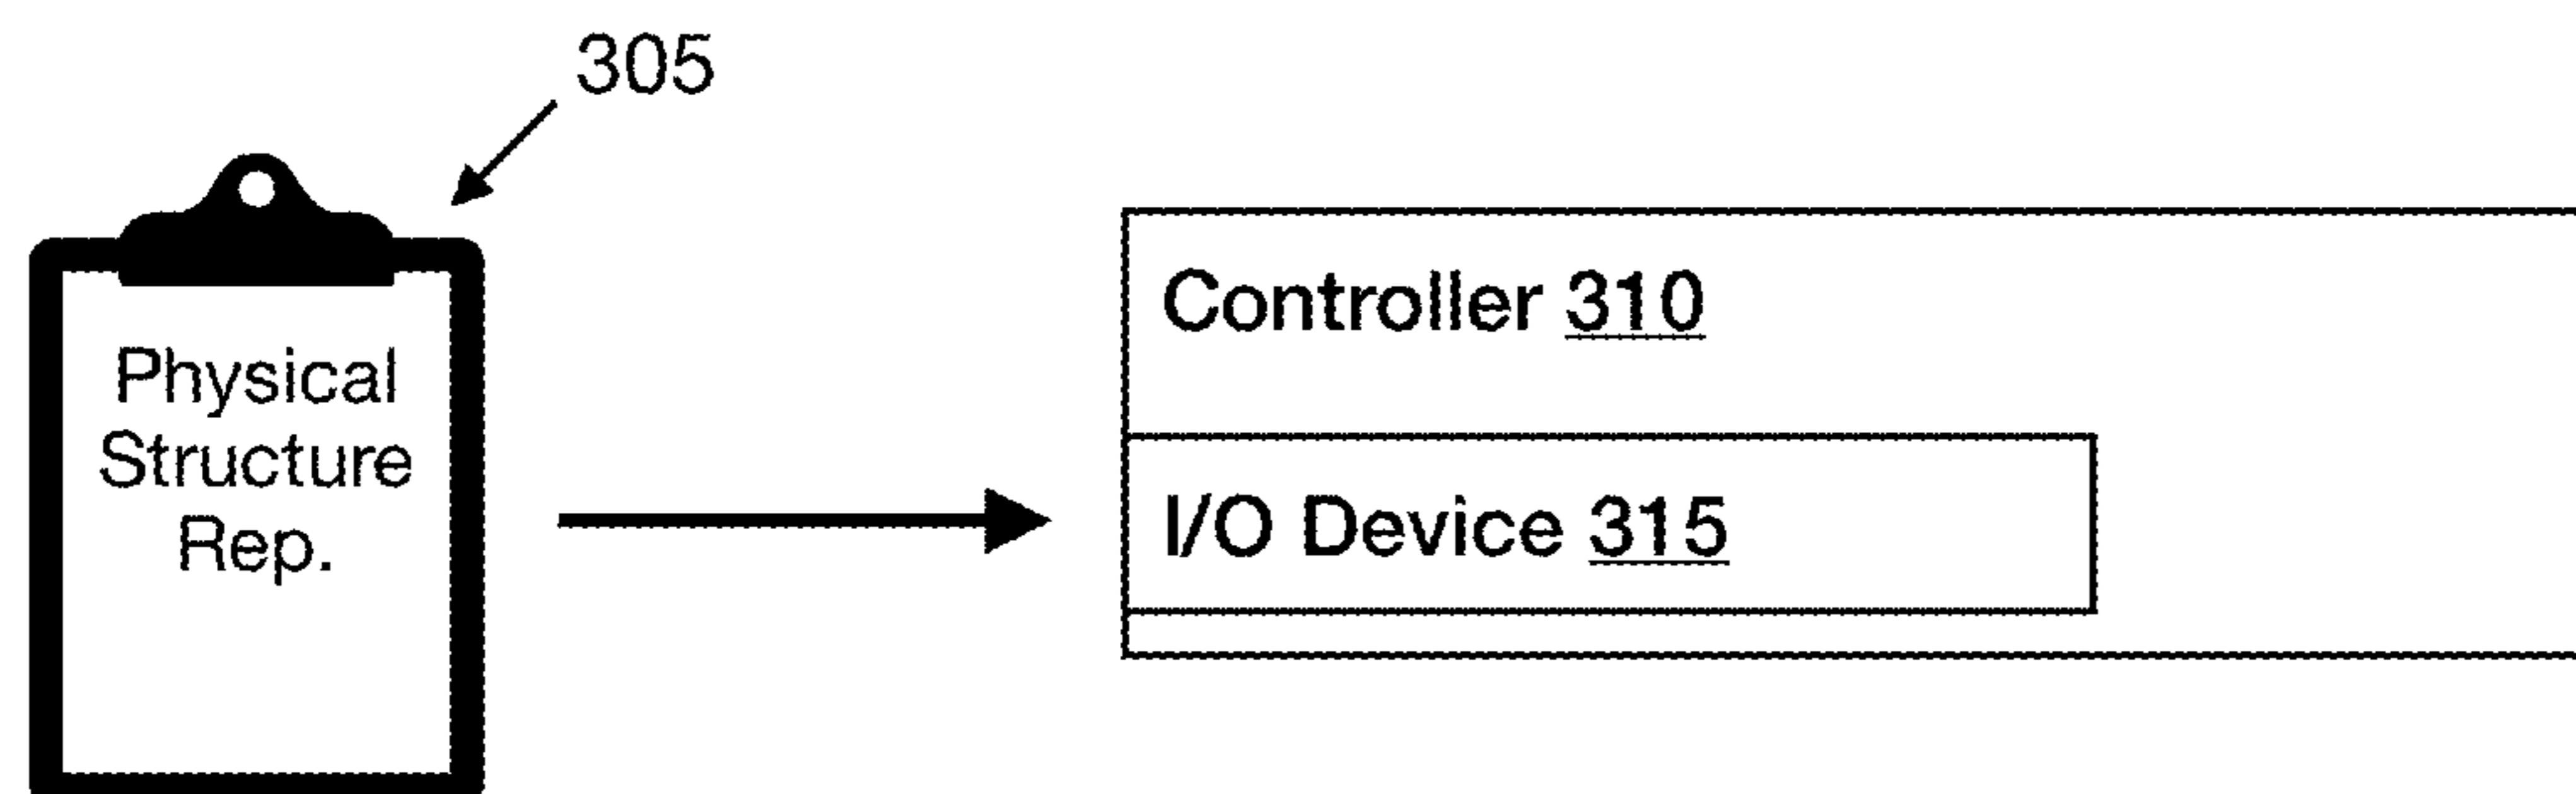 305
Physical
Structure
Rep.
Controller 310
I/O Device 315